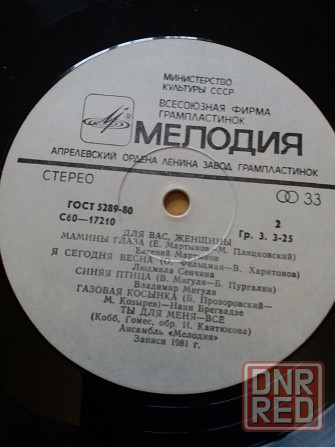 МИНИСТЕРСТВО
КУЛЬТУРЫ СССР
ВСЕСОЮЗНАЯ ФИРМА
ГРАМПЛАСТИНОК
МЕЛОДИЯ
АПРЕЛЕВСКИЙ ОРДЕНА ЛЕНИНА ЗАВОД ГРАМПЛАСТИНОК
СТЕРЕО
33
ГОСТ 5289-80
С60—17210
2
Гр. 3. 3-25
ДЛЯ ВАС, ЖЕНЩИНЫ
МАМИНЫ ГЛАЗА (Е. Мартынов — М. Пляцковский)
Евгений Мартынов
Я СЕГОДНЯ ВЕСНА (О. Фельцман — В. Харитонов)
Людмила Сенчина
СИНЯЯ ПТИЦА (В. Мигуля — Б. Пургалин)
Владимир Мигуля
ГАЗОВАЯ КОСЫНКА (Б. Прозоровский—
М. Козырев) — Нани Брегвадзе
ТЫ ДЛЯ МЕНЯ—ВСЕ
(Кобб, Гомес, обр. И. Кантюкова)
Ансамбль «Мелодия»
Записи 1981 г.
DNR
RED